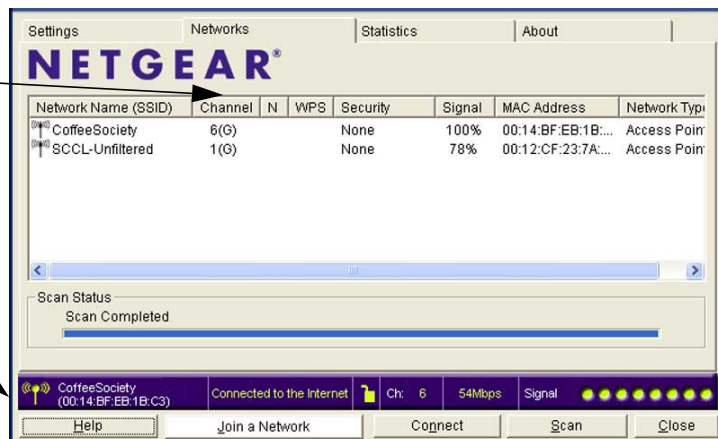 Settings Networks Statistics About
NETGEAR®
Network Name (SSID) Channel N WPS Security Signal MAC Address Network Typ
CoffeeSociety 6(G) None 100% 00:14:BF:EB:1B:... Access Poin
SCCL-Unfiltered 1(G) None 78% 00:12:CF:23:7A:... Access Poin
Scan Status
Scan Completed
CoffeeSociety
(00:14:BF:EB:1B:C3) Connected to the Internet Ch: 6 54Mbps Signal
Help Join a Network Connect Scan Close